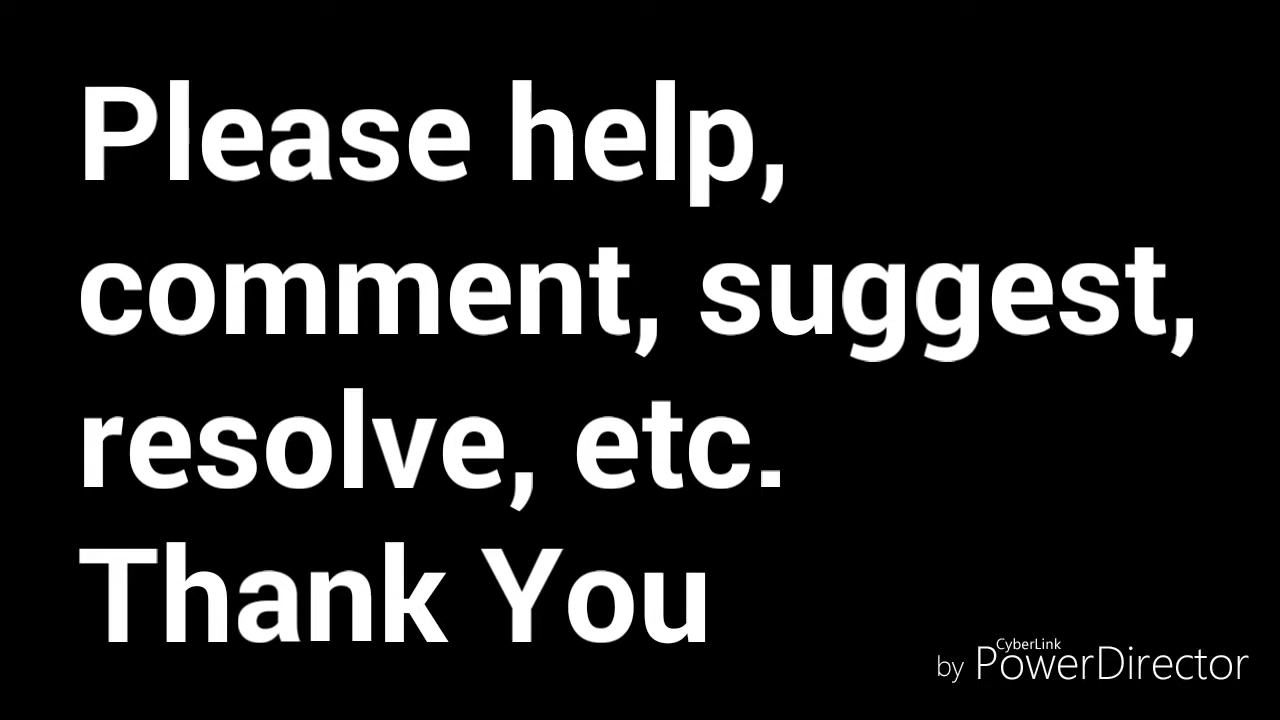 Please help,
comment, suggest,
resolve, etc.
Thank You
CyberLink
by PowerDirector